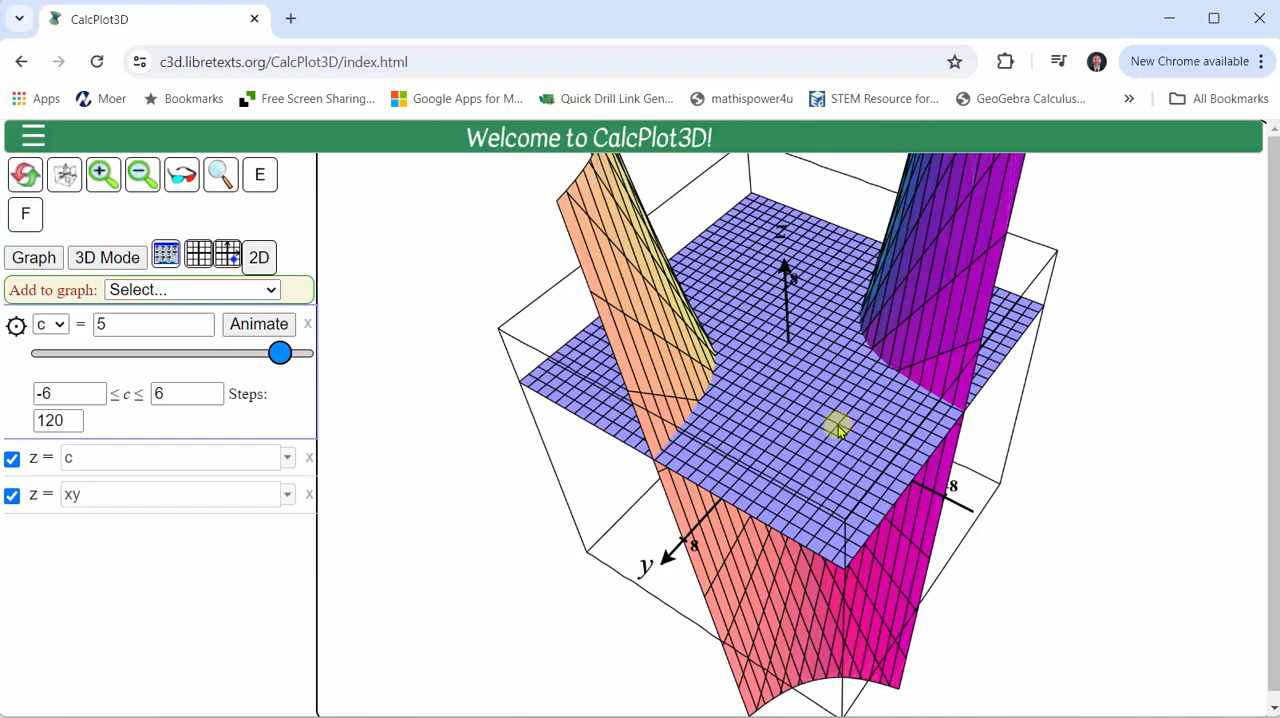 CalcPlot3D
c3d.libretexts.org/CalcPlot3D/index.html
New Chrome available
Apps
Moer
Bookmarks
Free Screen Sharing...
Google Apps for M...
Quick Drill Link Gen...
mathispower4u
STEM Resource for...
GeoGebra Calculus...
All Bookmarks
Welcome to CalcPlot3D!
E
F
Graph
3D Mode
2D
Add to graph: Select...
c = 5 Animate x
-6 ≤ c ≤ 6 Steps:
120
z = c x
z = xy x
z
8
8
y
8